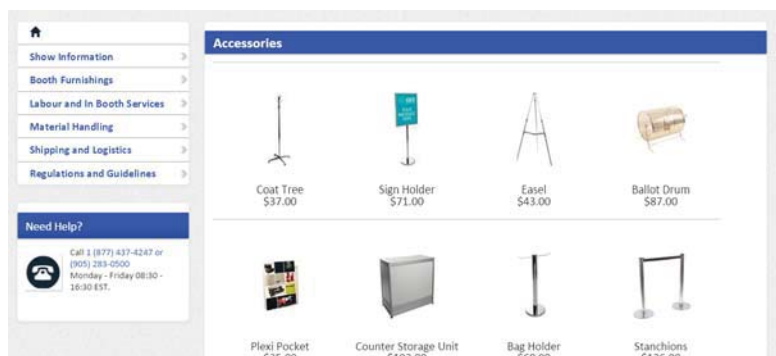 Accessories
Show Information
Booth Furnishings
Labour and In Booth Services
Material Handling
Shipping and Logistics
Regulations and Guidelines
Need Help?
Call 1 (877) 437-4247 or
(905) 283-0500
Monday - Friday 08:30 -
16:30 EST.
Coat Tree
$37.00
Sign Holder
$71.00
Easel
$43.00
Ballot Drum
$87.00
Plexi Pocket
Counter Storage Unit
Bag Holder
Stanchions